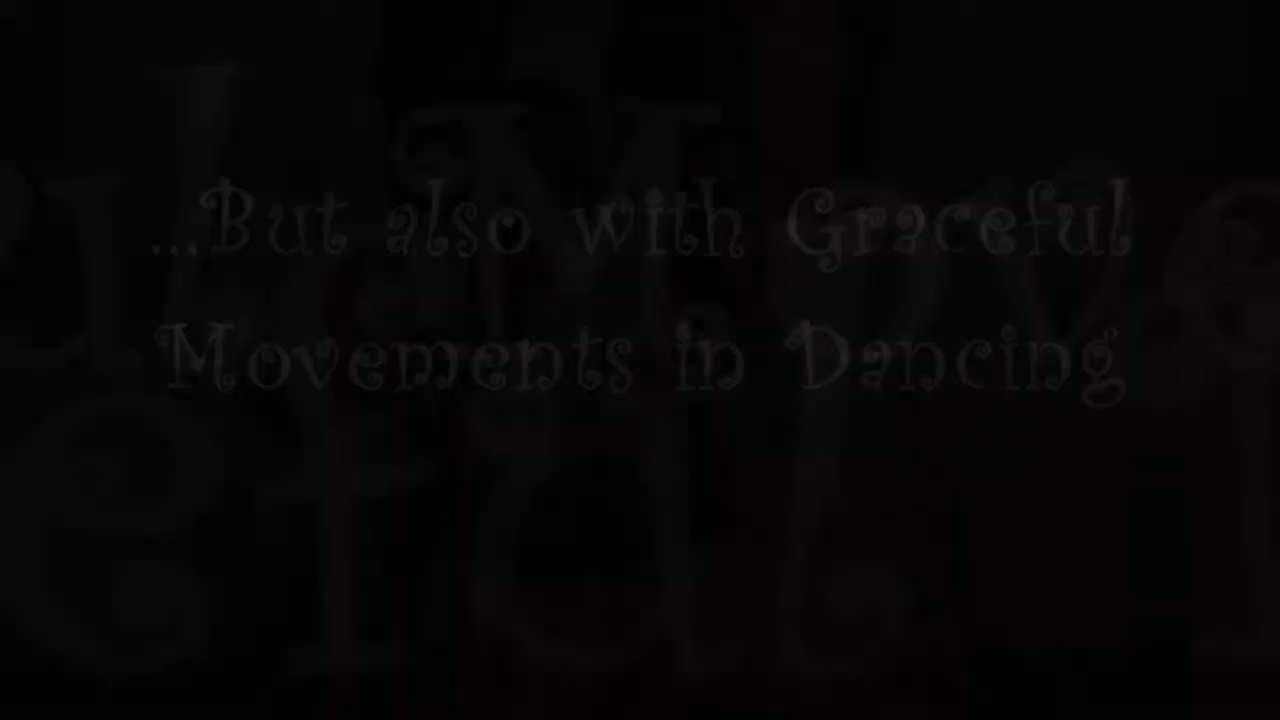 ...But also with Graceful
Movements in Dancing